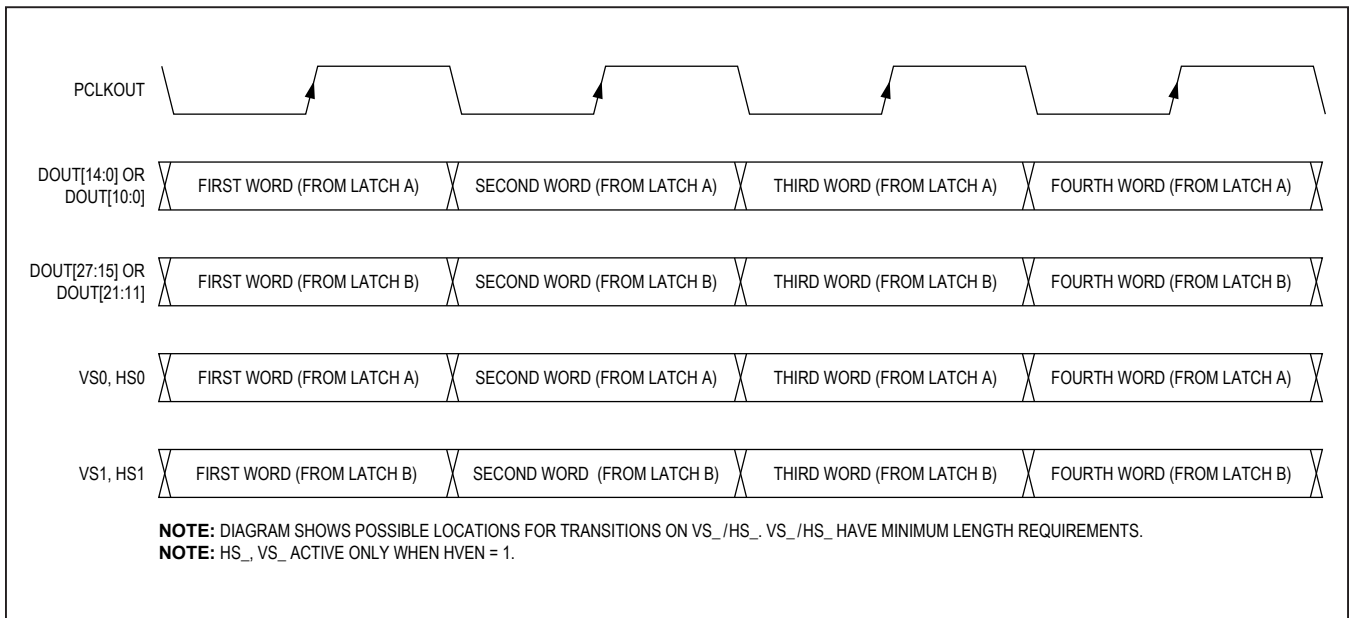 PCLKOUT
DOUT[14:0] OR
DOUT[10:0]
FIRST WORD (FROM LATCH A) SECOND WORD (FROM LATCH A) THIRD WORD (FROM LATCH A) FOURTH WORD (FROM LATCH A)
DOUT[27:15] OR
DOUT[21:11]
FIRST WORD (FROM LATCH B) SECOND WORD (FROM LATCH B) THIRD WORD (FROM LATCH B) FOURTH WORD (FROM LATCH B)
VS0, HS0 FIRST WORD (FROM LATCH A) SECOND WORD (FROM LATCH A) THIRD WORD (FROM LATCH A) FOURTH WORD (FROM LATCH A)
VS1, HS1 FIRST WORD (FROM LATCH B) SECOND WORD (FROM LATCH B) THIRD WORD (FROM LATCH B) FOURTH WORD (FROM LATCH B)
NOTE: DIAGRAM SHOWS POSSIBLE LOCATIONS FOR TRANSITIONS ON VS_/HS_. VS_/HS_ HAVE MINIMUM LENGTH REQUIREMENTS.
NOTE: HS_, VS_ ACTIVE ONLY WHEN HVEN = 1.